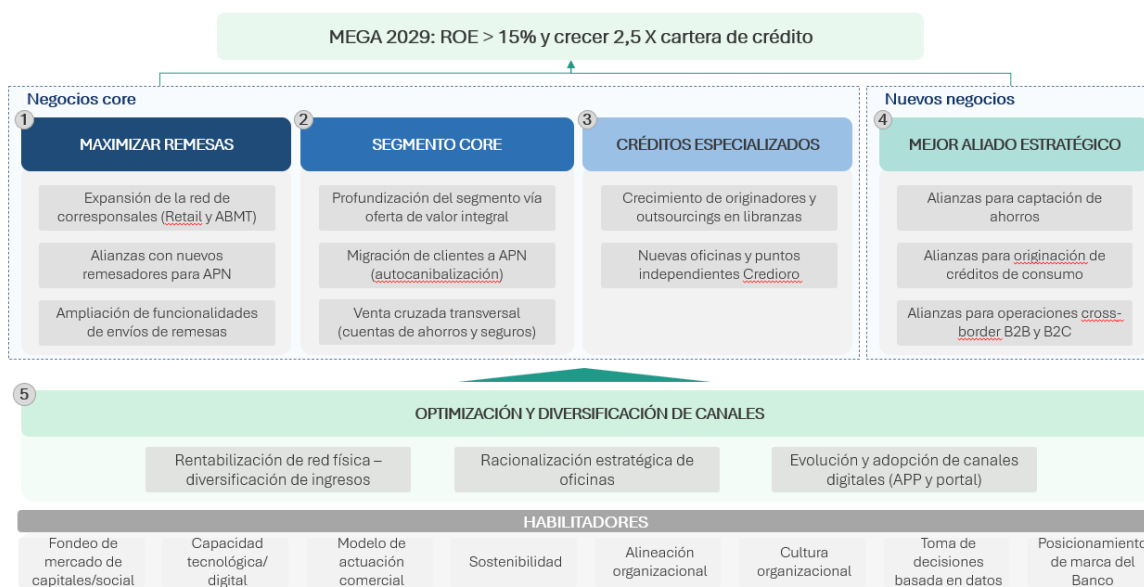 MEGA 2029: ROE > 15% y crecer 2,5 X cartera de crédito
Negocios core
1
MAXIMIZAR REMESAS
Expansión de la red de
corresponsales (Retail y ABMT)
Alianzas con nuevos
remesadores para APN
Ampliación de funcionalidades
de envíos de remesas
2
SEGMENTO CORE
Profundización del segmento vía
oferta de valor integral
Migración de clientes a APN
(autocanibalización)
Venta cruzada transversal
(cuentas de ahorros y seguros)
3
CRÉDITOS ESPECIALIZADOS
Crecimiento de originadores y
outsourcings en libranzas
Nuevas oficinas y puntos
independientes Credioro
Nuevos negocios
4
MEJOR ALIADO ESTRATÉGICO
Alianzas para captación de
ahorros
Alianzas para originación de
créditos de consumo
Alianzas para operaciones cross-
border B2B y B2C
5
OPTIMIZACIÓN Y DIVERSIFICACIÓN DE CANALES
Rentabilización de red física –
diversificación de ingresos
Racionalización estratégica de
oficinas
Evolución y adopción de canales
digitales (APP y portal)
HABILITADORES
Fondeo de
mercado de
capitales/social
Capacidad
tecnológica/
digital
Modelo de
actuación
comercial
Sostenibilidad
Alineación
organizacional
Cultura
organizacional
Toma de
decisiones
basada en datos
Posicionamiento
de marca del
Banco